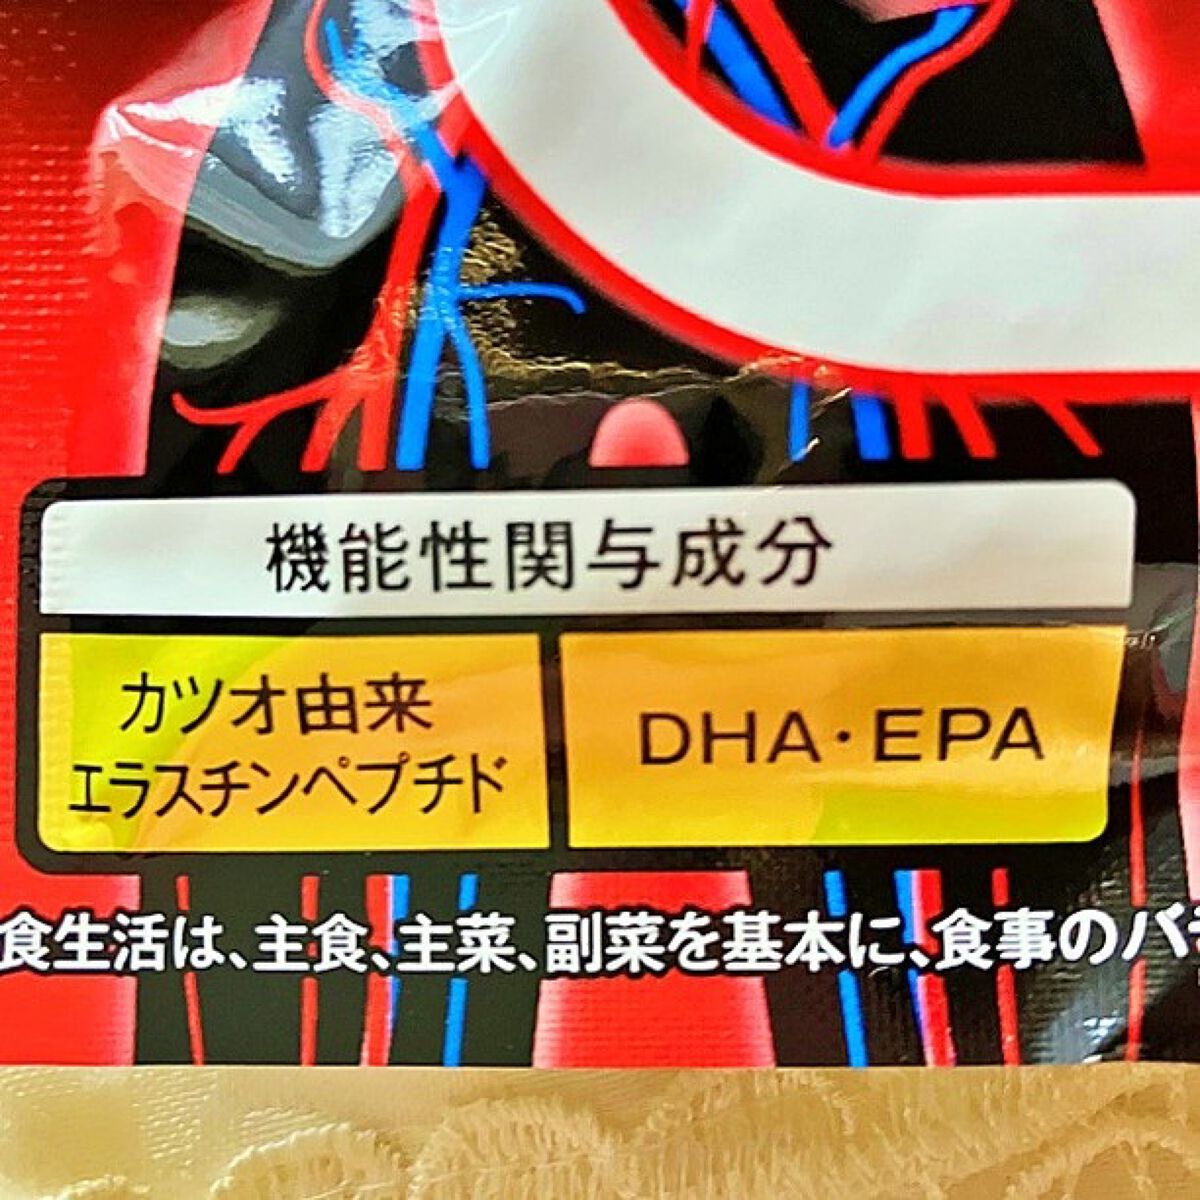 機能性関与成分
カツオ由来
エラスチンペプチド
DHA・EPA
食生活は、主食、主菜、副菜を基本に、食事のバ